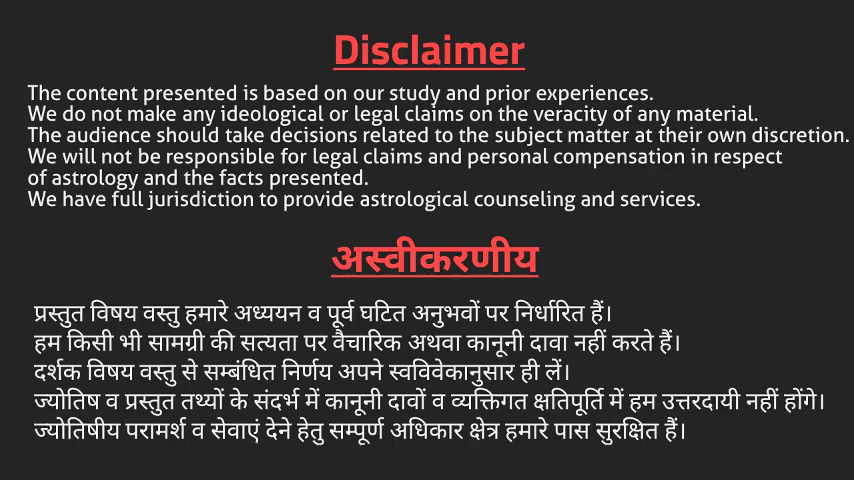 Disclaimer
The content presented is based on our study and prior experiences.
We do not make any ideological or legal claims on the veracity of any material.
The audience should take decisions related to the subject matter at their own discretion.
We will not be responsible for legal claims and personal compensation in respect
of astrology and the facts presented.
We have full jurisdiction to provide astrological counseling and services.
अस्वीकरणीय
प्रस्तुत विषय वस्तु हमारे अध्ययन व पूर्व घटित अनुभवों पर निर्धारित हैं।
हम किसी भी सामग्री की सत्यता पर वैचारिक अथवा कानूनी दावा नहीं करते हैं।
दर्शक विषय वस्तु से सम्बंधित निर्णय अपने स्वविवेकानुसार ही लें।
ज्योतिष व प्रस्तुत तथ्यों के संदर्भ में कानूनी दावों व व्यक्तिगत क्षतिपूर्ति में हम उत्तरदायी नहीं होंगे।
ज्योतिषीय परामर्श व सेवाएं देने हेतु सम्पूर्ण अधिकार क्षेत्र हमारे पास सुरक्षित हैं।